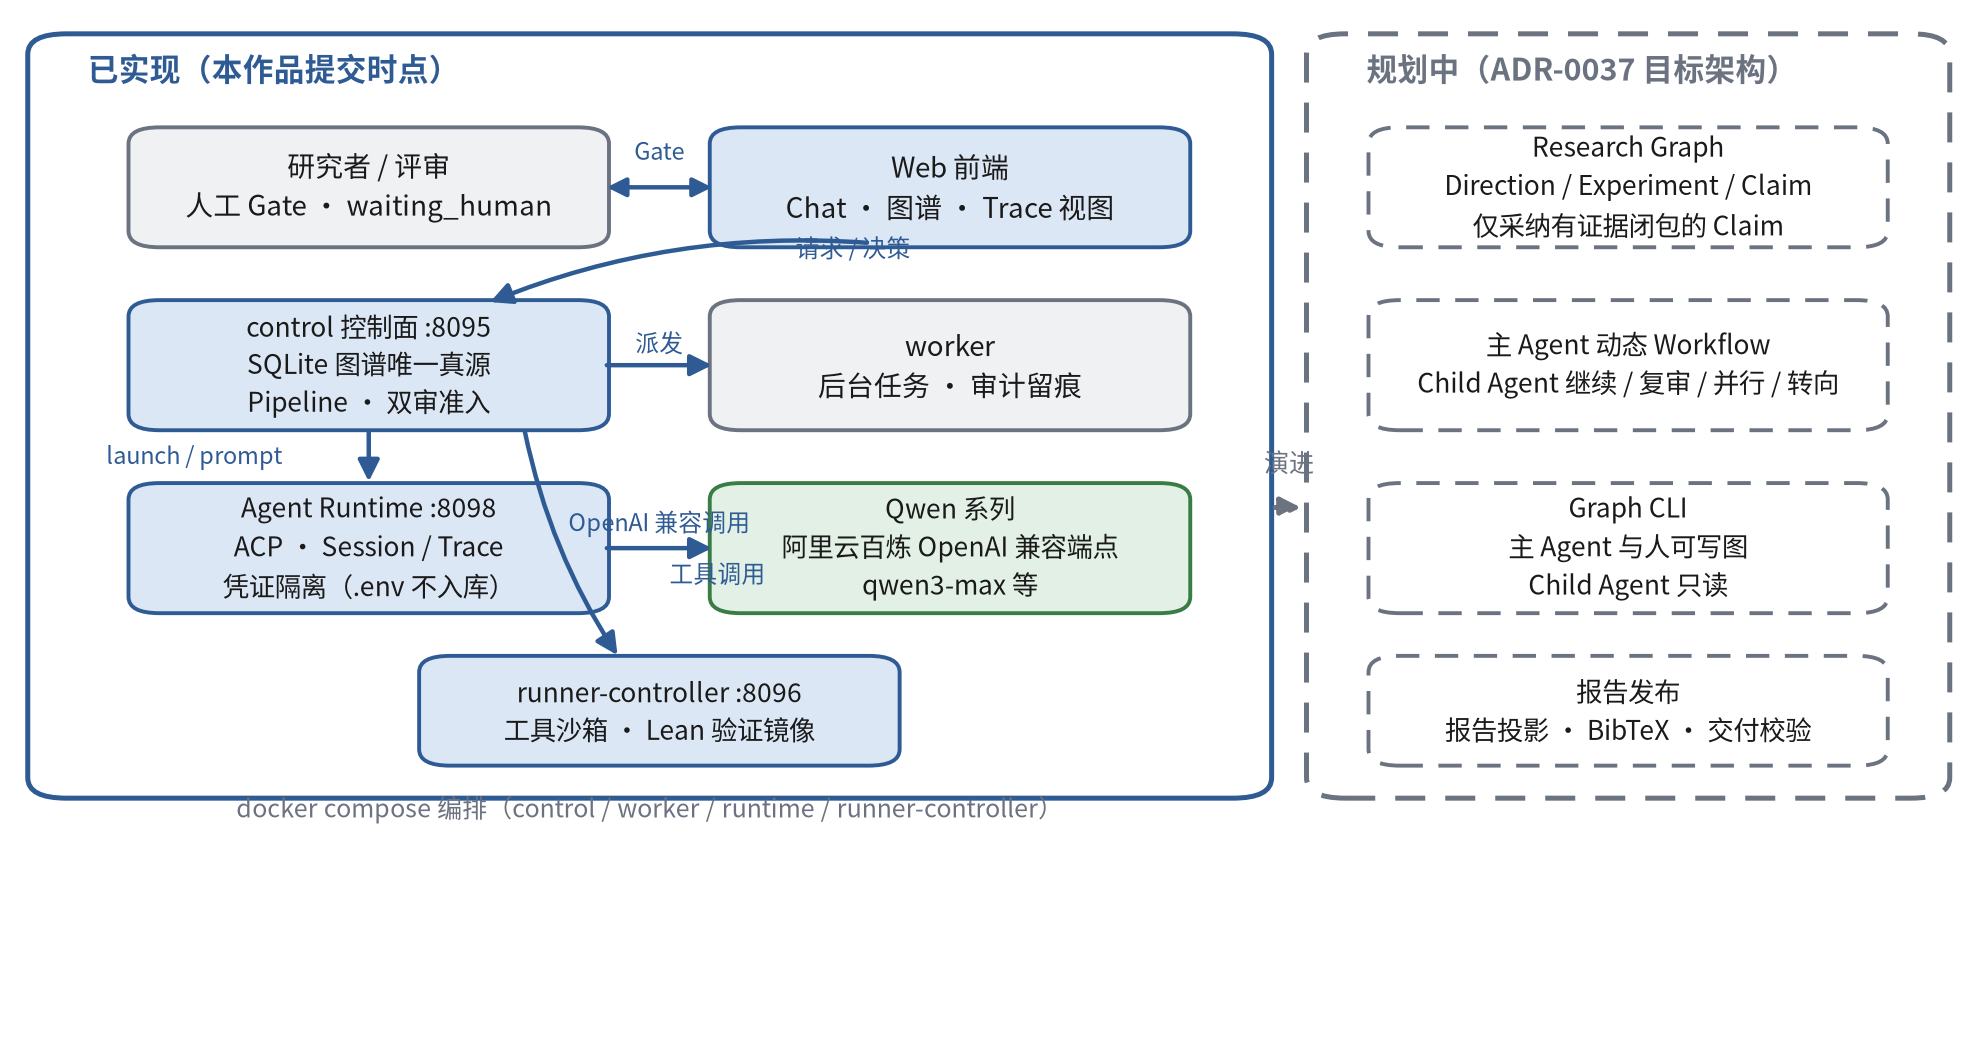 已实现（本作品提交时点）
研究者 / 评审
人工 Gate • waiting_human
Gate
Web 前端
Chat • 图谱 • Trace 视图
请求 / 决策
control 控制面 :8095
SQLite 图谱唯一真源
Pipeline • 双审准入
派发
worker
后台任务 • 审计留痕
launch / prompt
Agent Runtime :8098
ACP • Session / Trace
凭证隔离（.env 不入库）
OpenAI 兼容调用
工具调用
Qwen 系列
阿里云百炼 OpenAI 兼容端点
qwen3-max 等
runner-controller :8096
工具沙箱 • Lean 验证镜像
docker compose 编排（control / worker / runtime / runner-controller）
演进
规划中（ADR-0037 目标架构）
Research Graph
Direction / Experiment / Claim
仅采纳有证据闭包的 Claim
主 Agent 动态 Workflow
Child Agent 继续 / 复审 / 并行 / 转向
Graph CLI
主 Agent 与人可写图
Child Agent 只读
报告发布
报告投影 • BibTeX • 交付校验